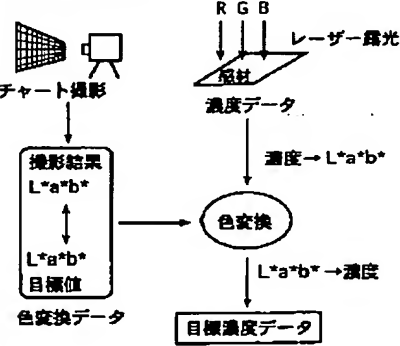 R G B
レーザー露光
感材
チャート撮影
濃度データ
撮影結果
L*a*b*
濃度→L*a*b*
色変換
L*a*b*
目標値
L*a*b*→濃度
色変換データ
目標濃度データ